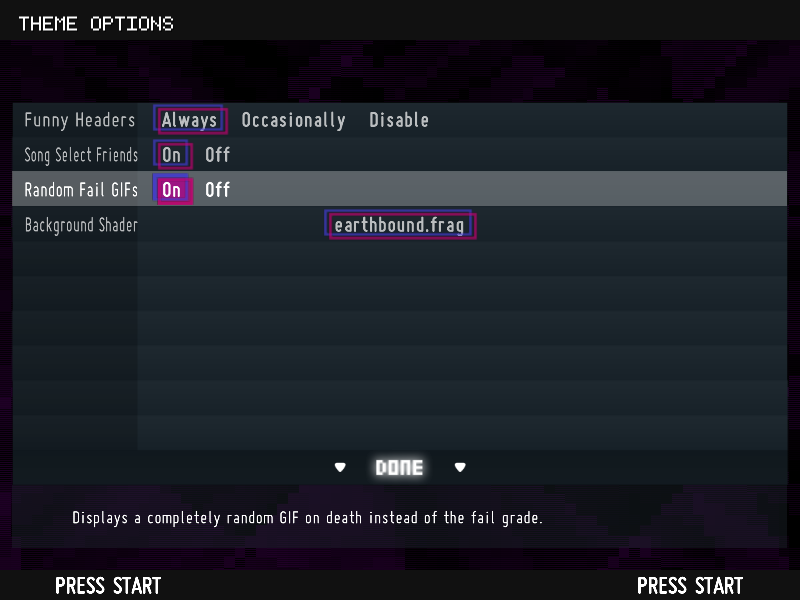 THEME OPTIONS
Funny Headers Always Occasionally Disable
Song Select Friends On Off
Random Fail GIFs On Off
Background Shader earthbound.frag
DONE
Displays a completely random GIF on death instead of the fail grade.
PRESS START PRESS START